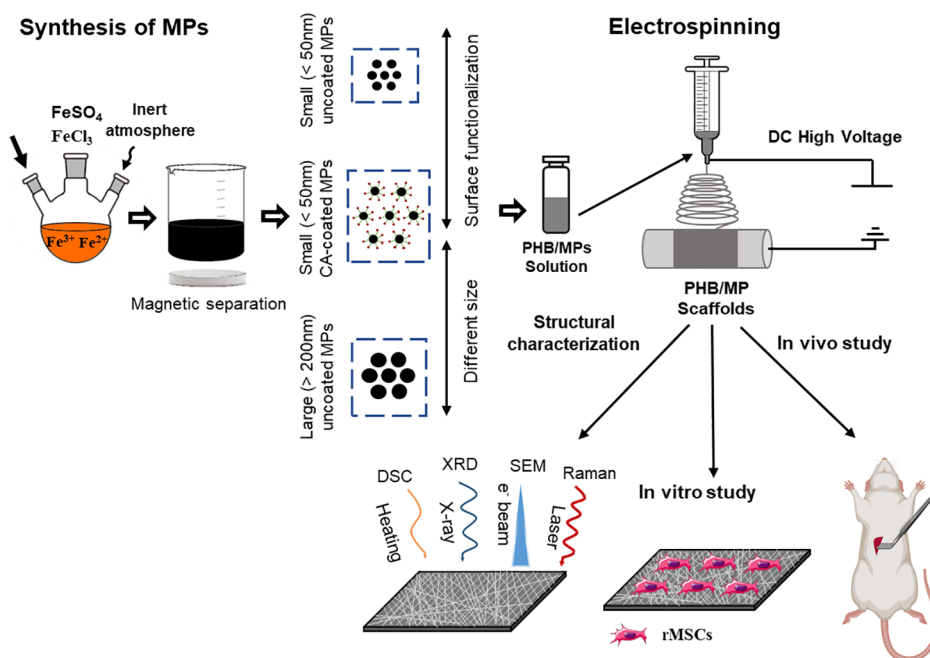 Synthesis of MPs
FeSO4
FeCl3
Inert
atmosphere
Fe3+ Fe2+
Magnetic separation
Small (< 50nm)
uncoated MPs
Small (< 50nm)
CA-coated MPs
Large (> 200nm)
uncoated MPs
Surface functionalization
Different size
Electrospinning
DC High Voltage
PHB/MPs
Solution
PHB/MP
Scaffolds
Structural
characterization
In vivo study
In vitro study
DSC
XRD
SEM
Raman
Heating
X-ray
e- beam
Laser
rMSCs